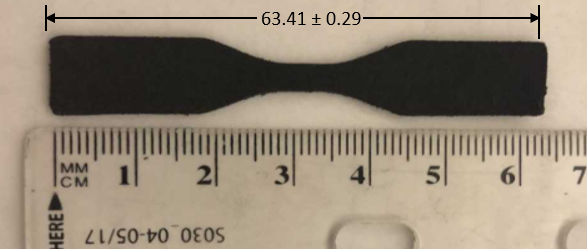 63.41 ± 0.29
MM 1 2 3 4 5 6 7
CM
HERE
S030_04-05/17